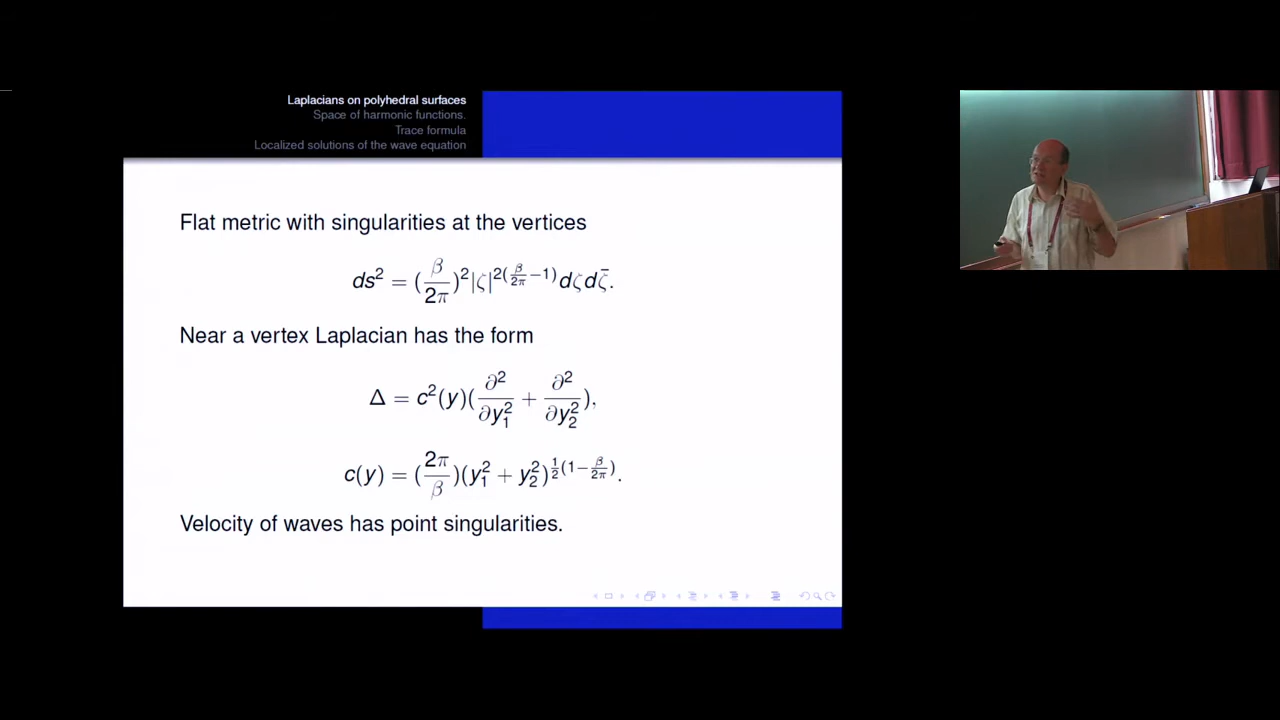 Laplacians on polyhedral surfaces
Space of harmonic functions.
Trace formula
Localized solutions of the wave equation
Flat metric with singularities at the vertices
ds² = (β/2π)²|ζ|^{2(β/2π −1)}dζdζ̄.
Near a vertex Laplacian has the form
Δ = c²(y)(∂²/∂y₁² + ∂²/∂y₂²),
c(y) = (2π/β)(y₁² + y₂²)^{½(1−β/2π)}.
Velocity of waves has point singularities.